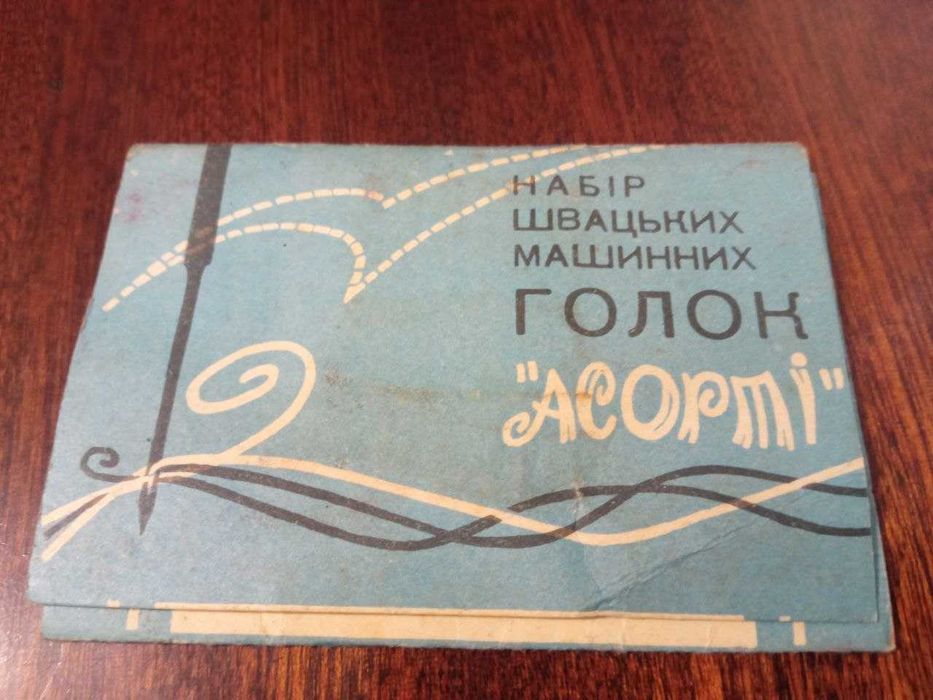 НАБІР
ШВАЦЬКИХ
МАШИННИХ
ГОЛОК
"АСОРТІ"